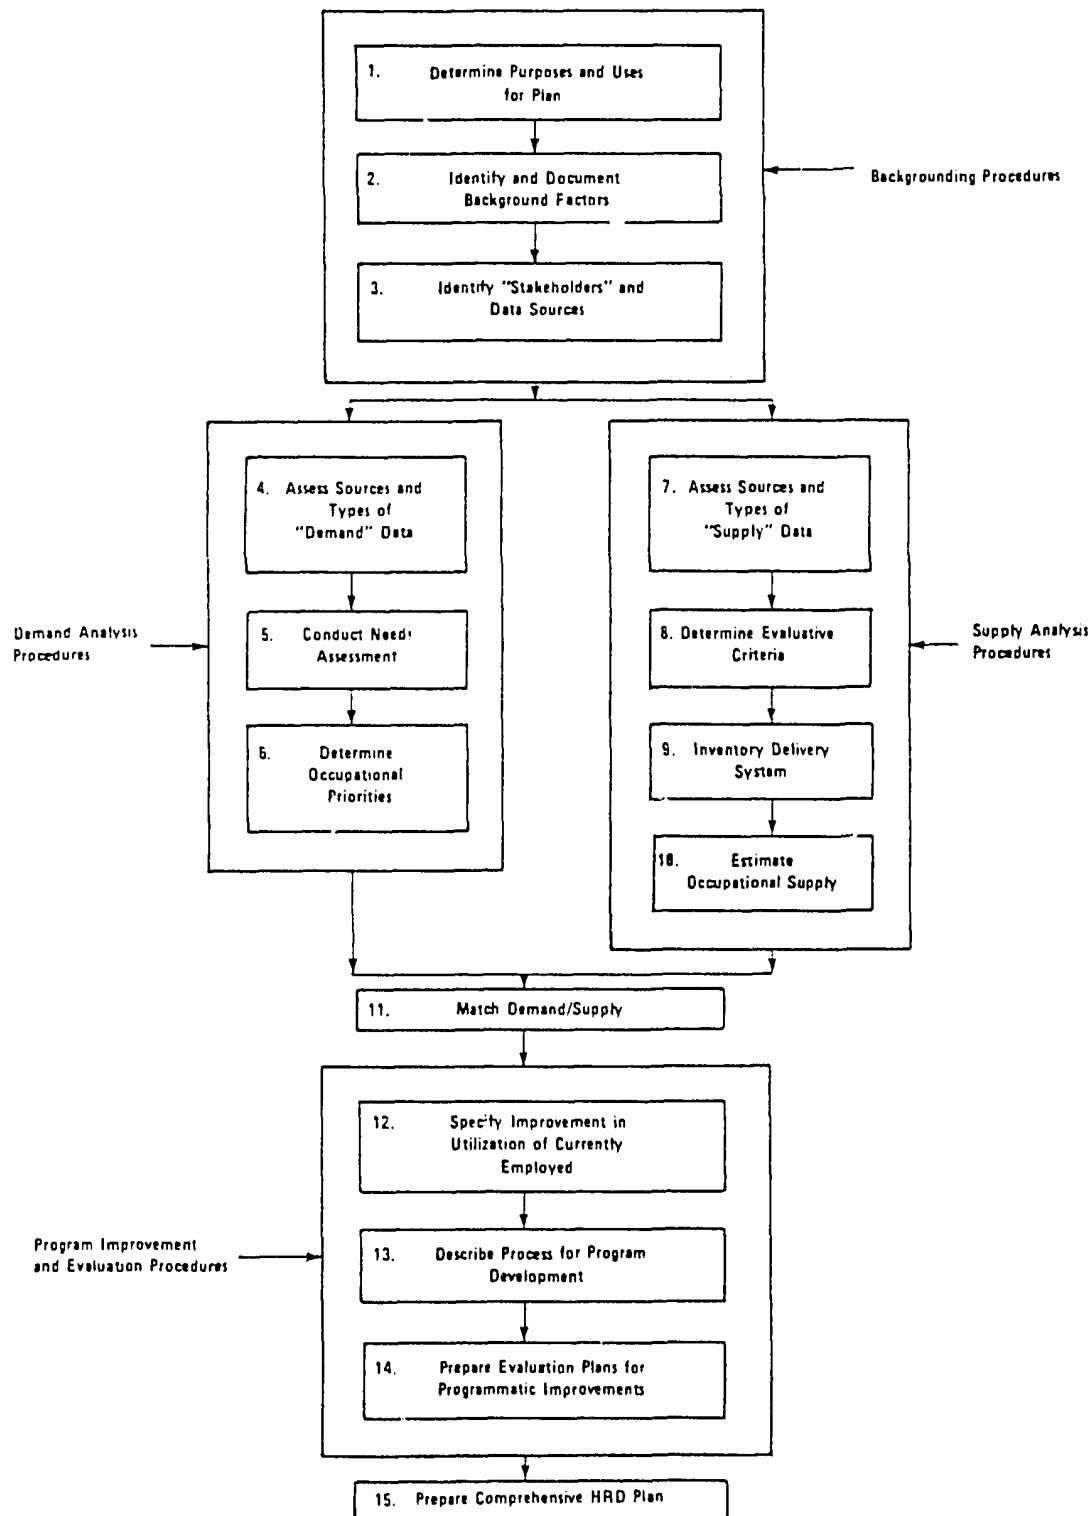 1. Determine Purposes and Uses
for Plan
2. Identify and Document
Background Factors
Backgrounding Procedures
3. Identify "Stakeholders" and
Data Sources
4. Assess Sources and
Types of
"Demand" Data
5. Conduct Needs
Assessment
6. Determine
Occupational
Priorities
Demand Analysis
Procedures
7. Assess Sources and
Types of
"Supply" Data
8. Determine Evaluative
Criteria
9. Inventory Delivery
System
10. Estimate
Occupational Supply
Supply Analysis
Procedures
11. Match Demand/Supply
12. Specify Improvement in
Utilization of Currently
Employed
13. Describe Process for Program
Development
14. Prepare Evaluation Plans for
Programmatic Improvements
Program Improvement
and Evaluation Procedures
15. Prepare Comprehensive HRD Plan